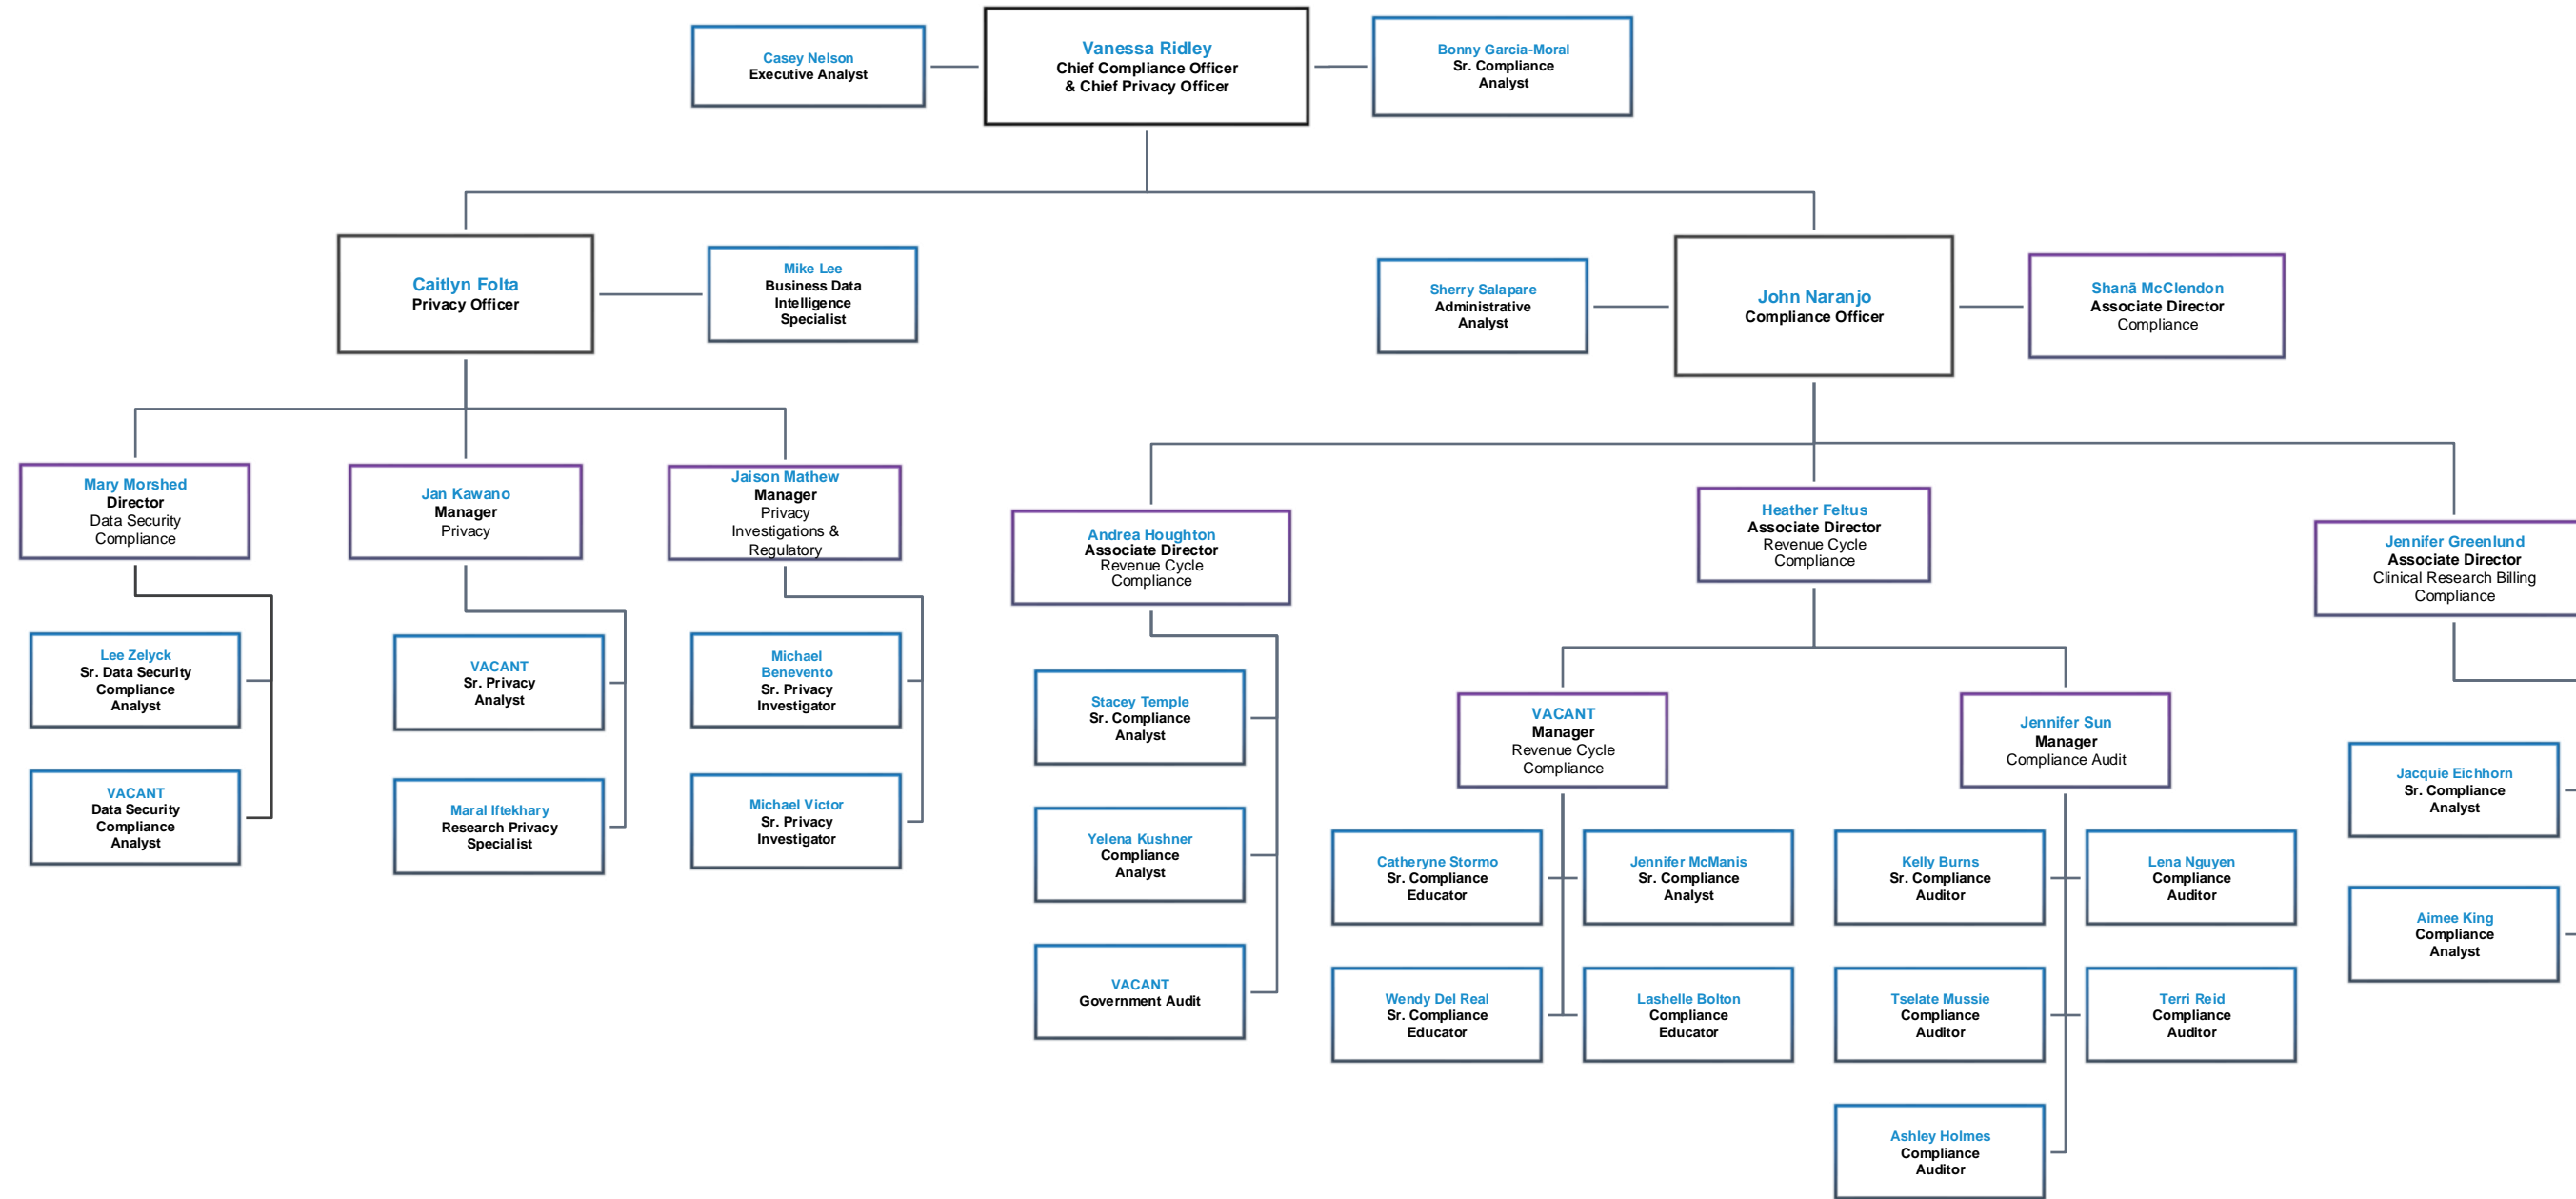 Casey Nelson
Executive Analyst
Vanessa Ridley
Chief Compliance Officer
& Chief Privacy Officer
Bonny Garcia-Moral
Sr. Compliance
Analyst
Caitlyn Folta
Privacy Officer
Mike Lee
Business Data
Intelligence
Specialist
Sherry Salapare
Administrative
Analyst
John Naranjo
Compliance Officer
Shanā McClendon
Associate Director
Compliance
Mary Morshed
Director
Data Security
Compliance
Jan Kawano
Manager
Privacy
Jaison Mathew
Manager
Privacy
Investigations &
Regulatory
Andrea Houghton
Associate Director
Revenue Cycle
Compliance
Heather Feltus
Associate Director
Revenue Cycle
Compliance
Jennifer Greenlund
Associate Director
Clinical Research Billing
Compliance
Lee Zelyck
Sr. Data Security
Compliance
Analyst
VACANT
Sr. Privacy
Analyst
Michael
Benevento
Sr. Privacy
Investigator
Stacey Temple
Sr. Compliance
Analyst
VACANT
Manager
Revenue Cycle
Compliance
Jennifer Sun
Manager
Compliance Audit
Jacquie Eichhorn
Sr. Compliance
Analyst
VACANT
Data Security
Compliance
Analyst
Maral Iftekhary
Research Privacy
Specialist
Michael Victor
Sr. Privacy
Investigator
Yelena Kushner
Compliance
Analyst
Catheryne Stormo
Sr. Compliance
Educator
Jennifer McManis
Sr. Compliance
Analyst
Kelly Burns
Sr. Compliance
Auditor
Lena Nguyen
Compliance
Auditor
Aimee King
Compliance
Analyst
VACANT
Government Audit
Wendy Del Real
Sr. Compliance
Educator
Lashelle Bolton
Compliance
Educator
Tselate Mussie
Compliance
Auditor
Terri Reid
Compliance
Auditor
Ashley Holmes
Compliance
Auditor